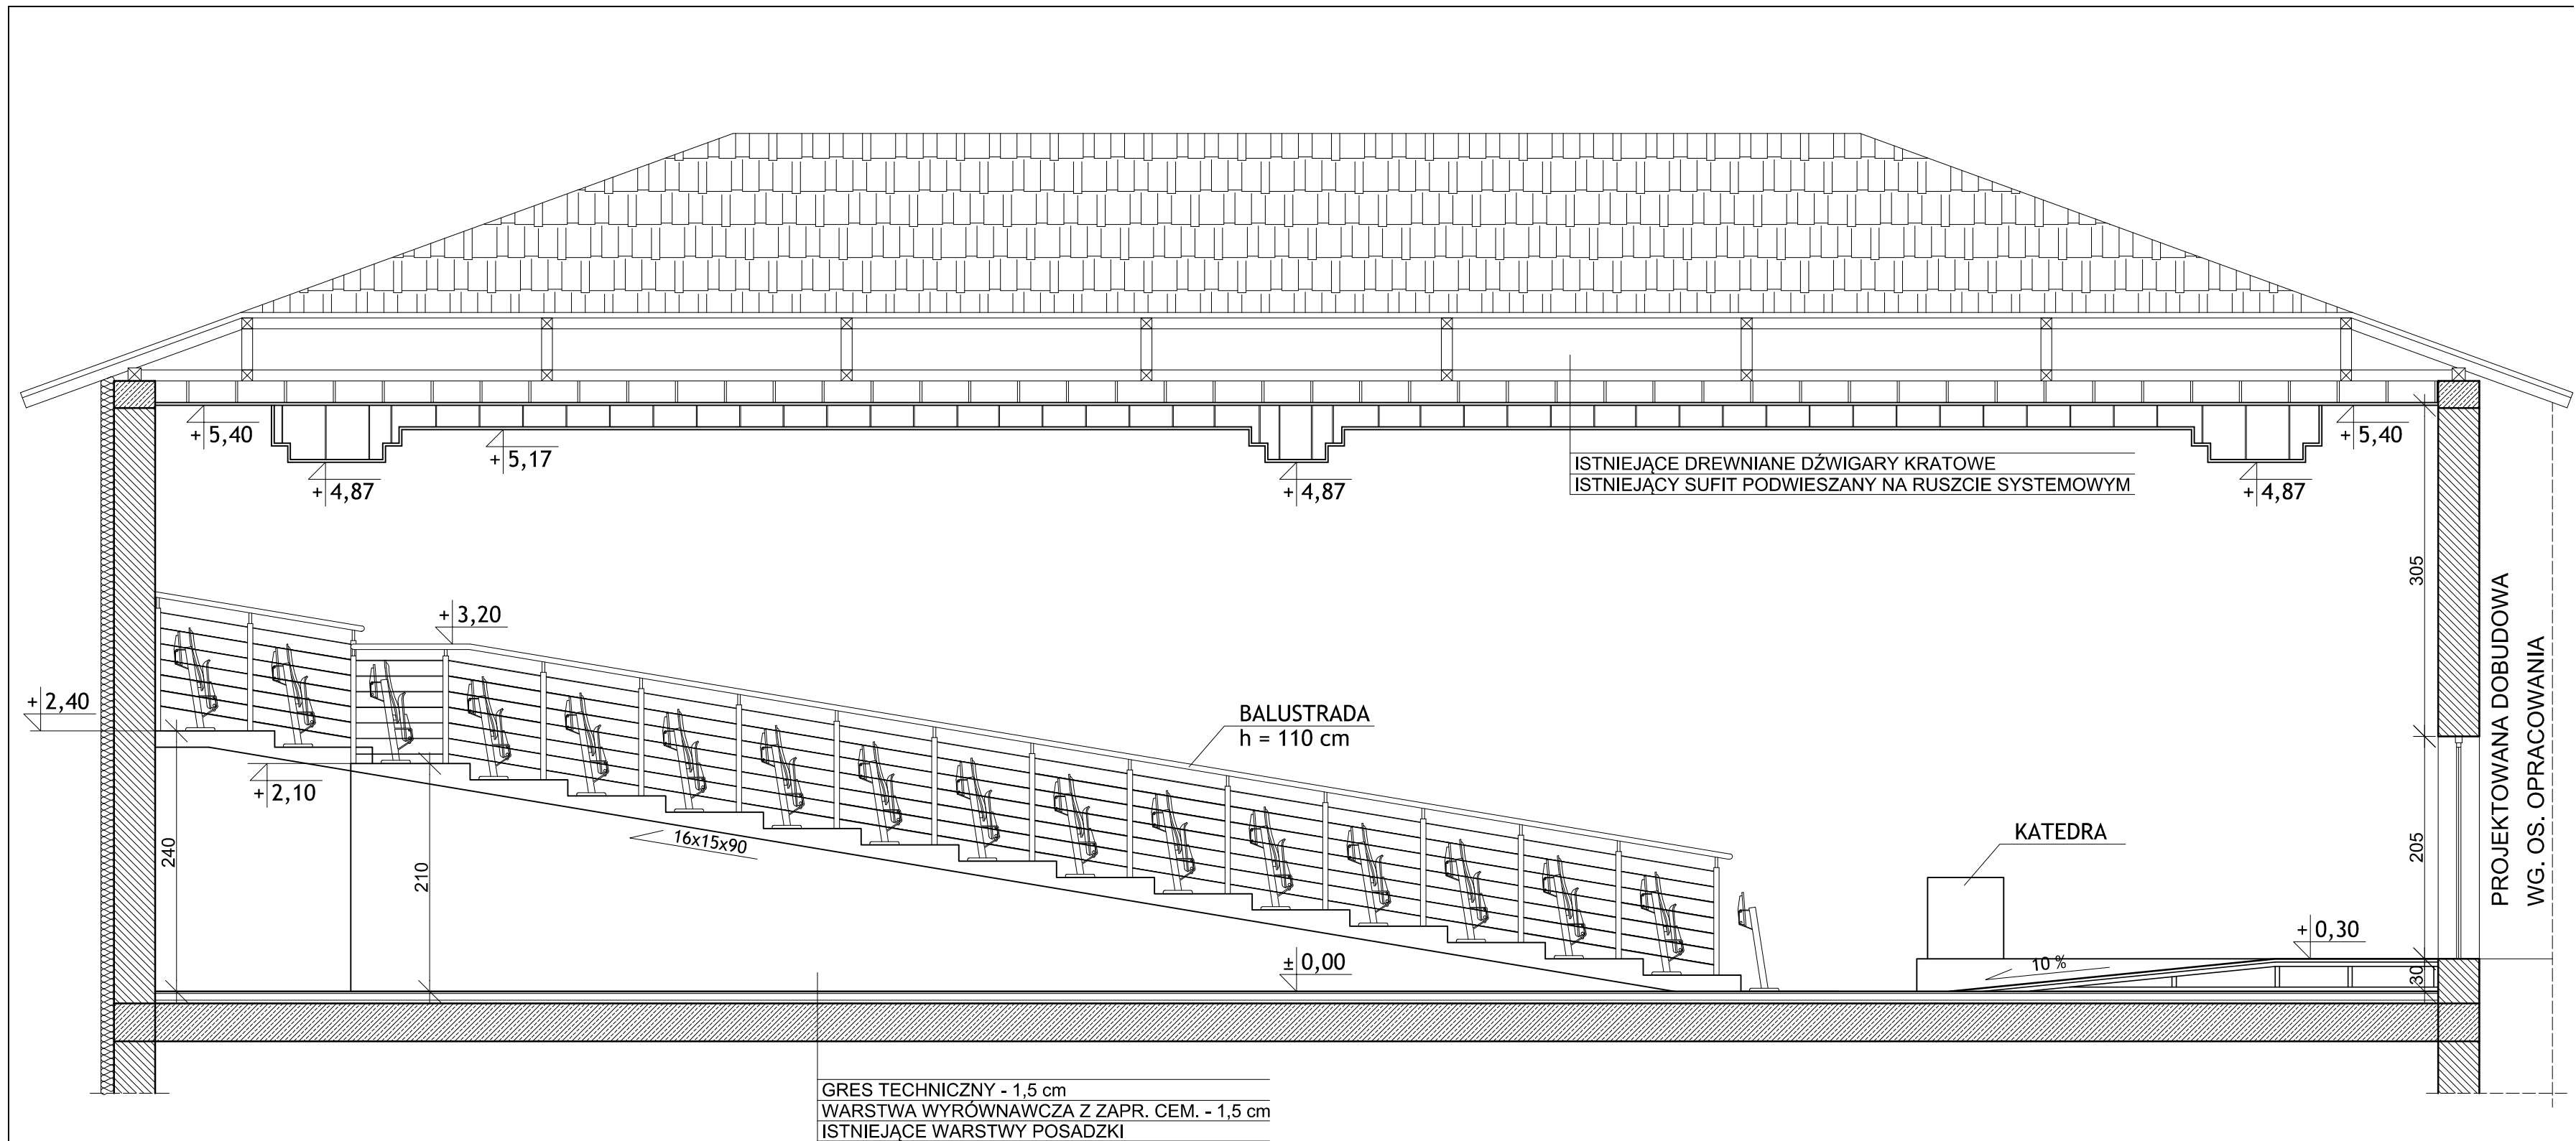 + 5,40
+ 5,17
+ 4,87
+ 4,87
+ 5,40
+ 4,87
ISTNIEJĄCE DREWNIANE DŹWIGARY KRATOWE
ISTNIEJĄCY SUFIT PODWIESZANY NA RUSZCIE SYSTEMOWYM
305
+ 3,20
+ 2,40
BALUSTRADA
h = 110 cm
+ 2,10
16x15x90
240
210
KATEDRA
205
PROJEKTOWANA DOBUDOWA
WG. OS. OPRACOWANIA
± 0,00
+ 0,30
10 %
30
GRES TECHNICZNY - 1,5 cm
WARSTWA WYRÓWNAWCZA Z ZAPR. CEM. - 1,5 cm
ISTNIEJĄCE WARSTWY POSADZKI